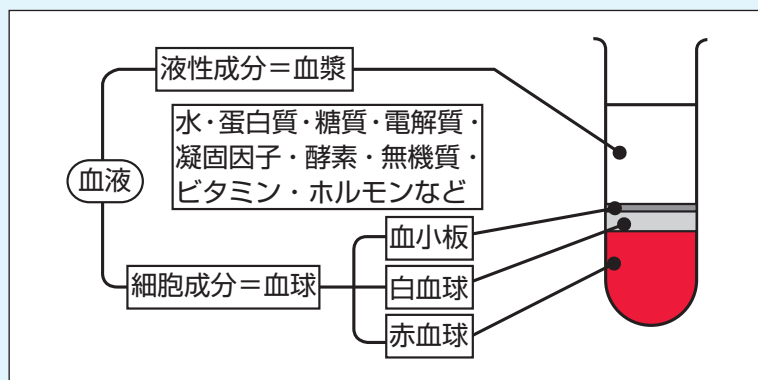 液性成分＝血漿
水・蛋白質・糖質・電解質・
凝固因子・酵素・無機質・
ビタミン・ホルモンなど
血液
細胞成分＝血球
血小板
白血球
赤血球